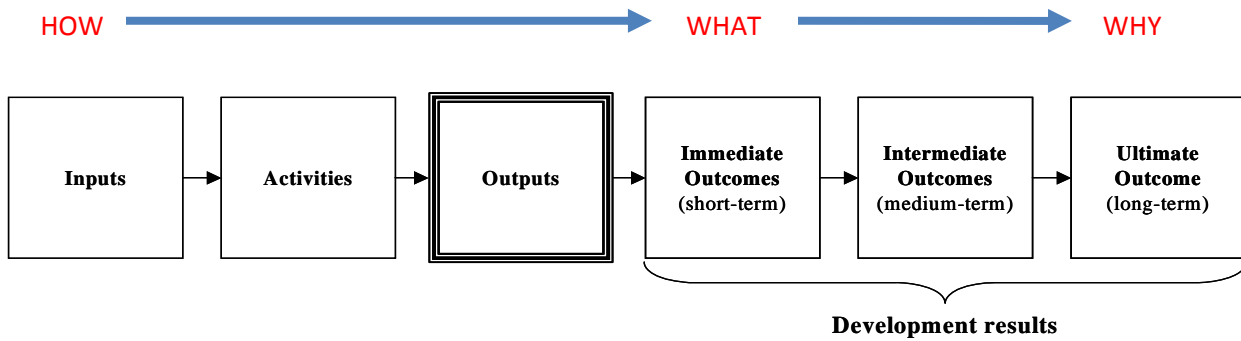 HOW WHAT WHY
Inputs
Activities
Outputs
Immediate
Outcomes
(short-term)
Intermediate
Outcomes
(medium-term)
Ultimate
Outcome
(long-term)
Development results